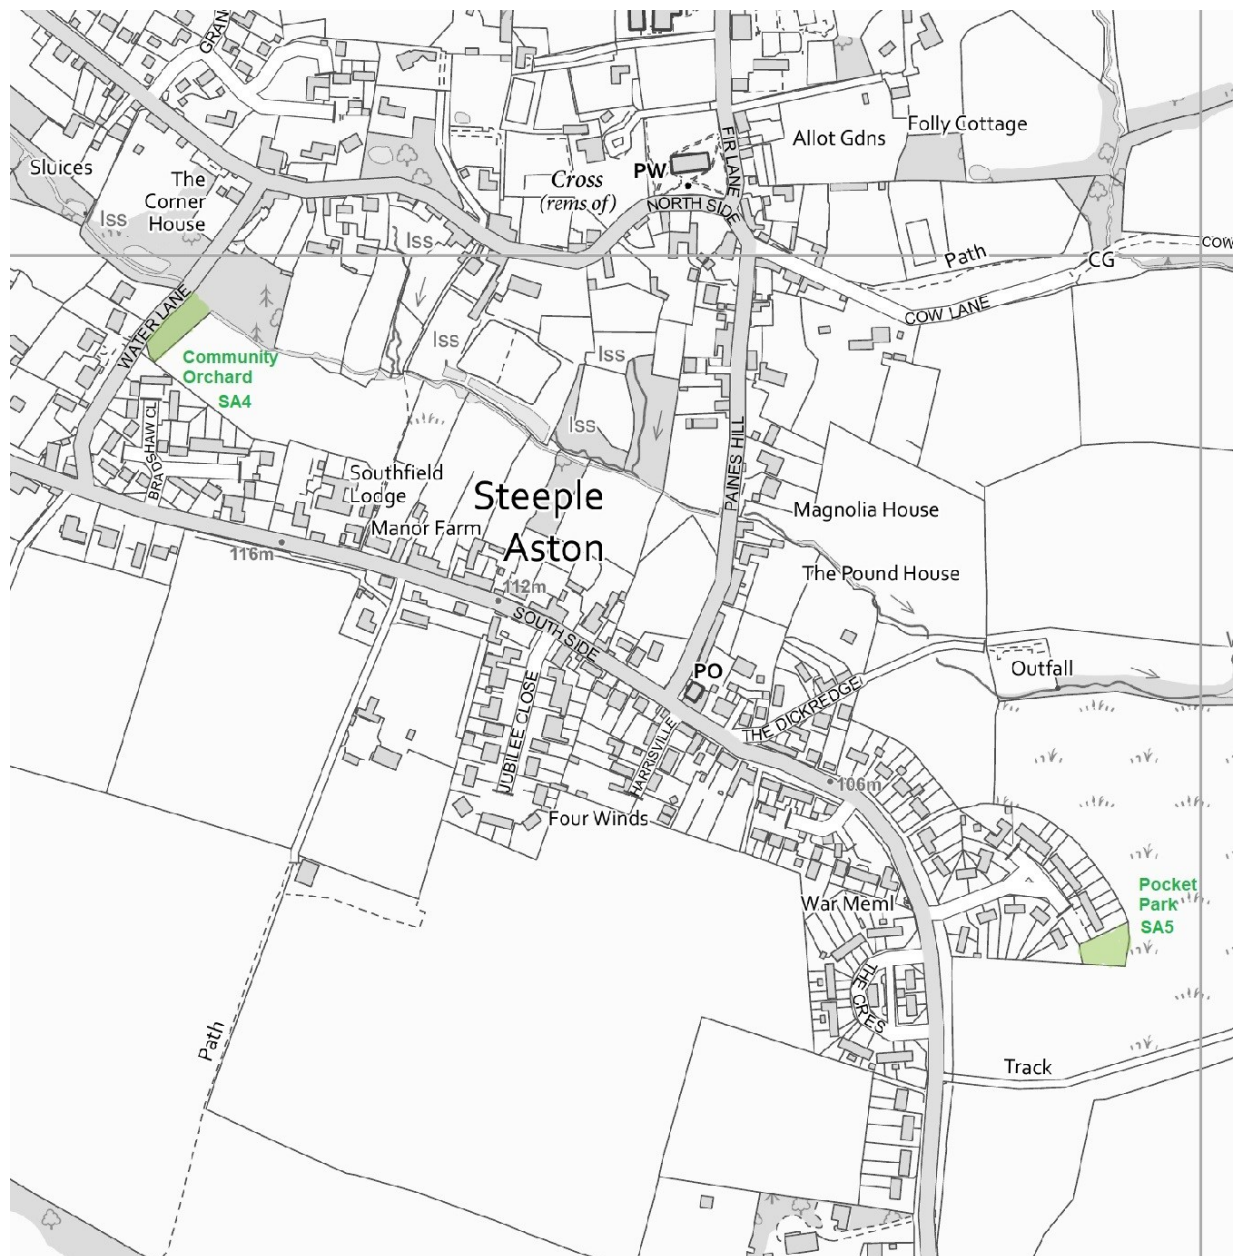 GRAN
Sluices
The
Corner
House
Iss
Iss
Cross
(rems of)
PW
NORTH SIDE
FIR LANE
Allot Gdns
Folly Cottage
Path
CG
COW
COW LANE
WATER LANE
Community
Orchard
SA4
Iss
Iss
Iss
BRADSHAW CL
Southfield
Lodge
Manor Farm
Steeple
Aston
PAINES HILL
Magnolia House
The Pound House
116m
112m
SOUTH SIDE
PO
Outfall
THE DICKREDGE
JUBILEE CLOSE
HARRISVILLE
106m
Four Winds
War Meml
Pocket
Park
SA5
THE CRES
Path
Track